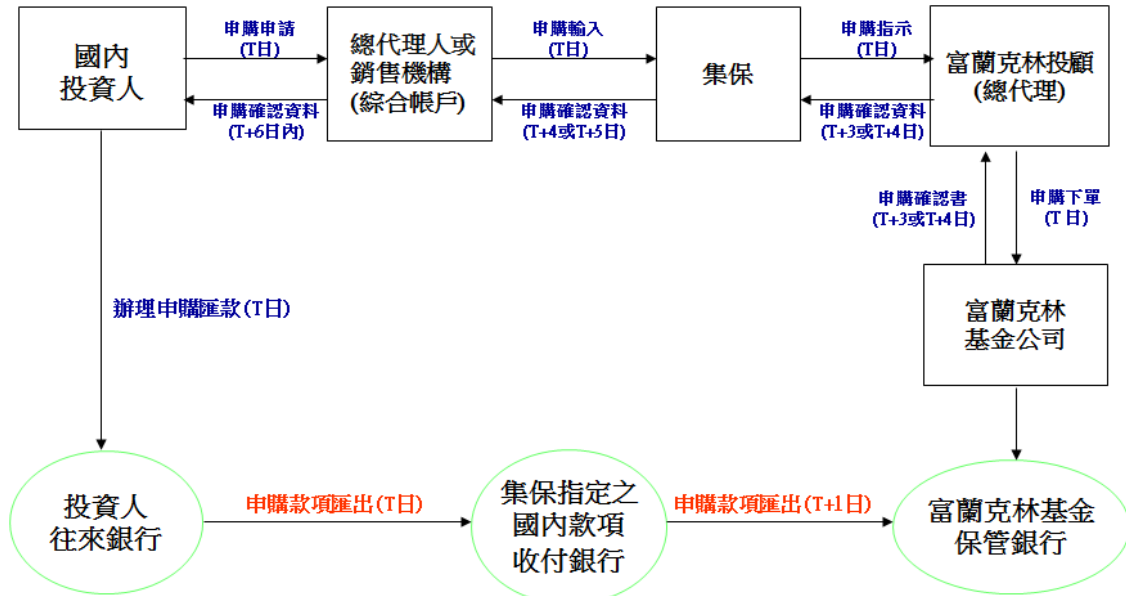 國內
投資人
申購申請
(T日)
申購確認資料
(T+6日內)
總代理人或
銷售機構
(綜合帳戶)
申購輸入
(T日)
申購確認資料
(T+4或T+5日)
集保
申購指示
(T日)
申購確認資料
(T+3或T+4日)
富蘭克林投顧
(總代理)
申購確認書
(T+3或T+4日)
申購下單
(T 日)
辦理申購匯款(T日)
富蘭克林
基金公司
投資人
往來銀行
申購款項匯出(T日)
集保指定之
國內款項
收付銀行
申購款項匯出(T+1日)
富蘭克林基金
保管銀行